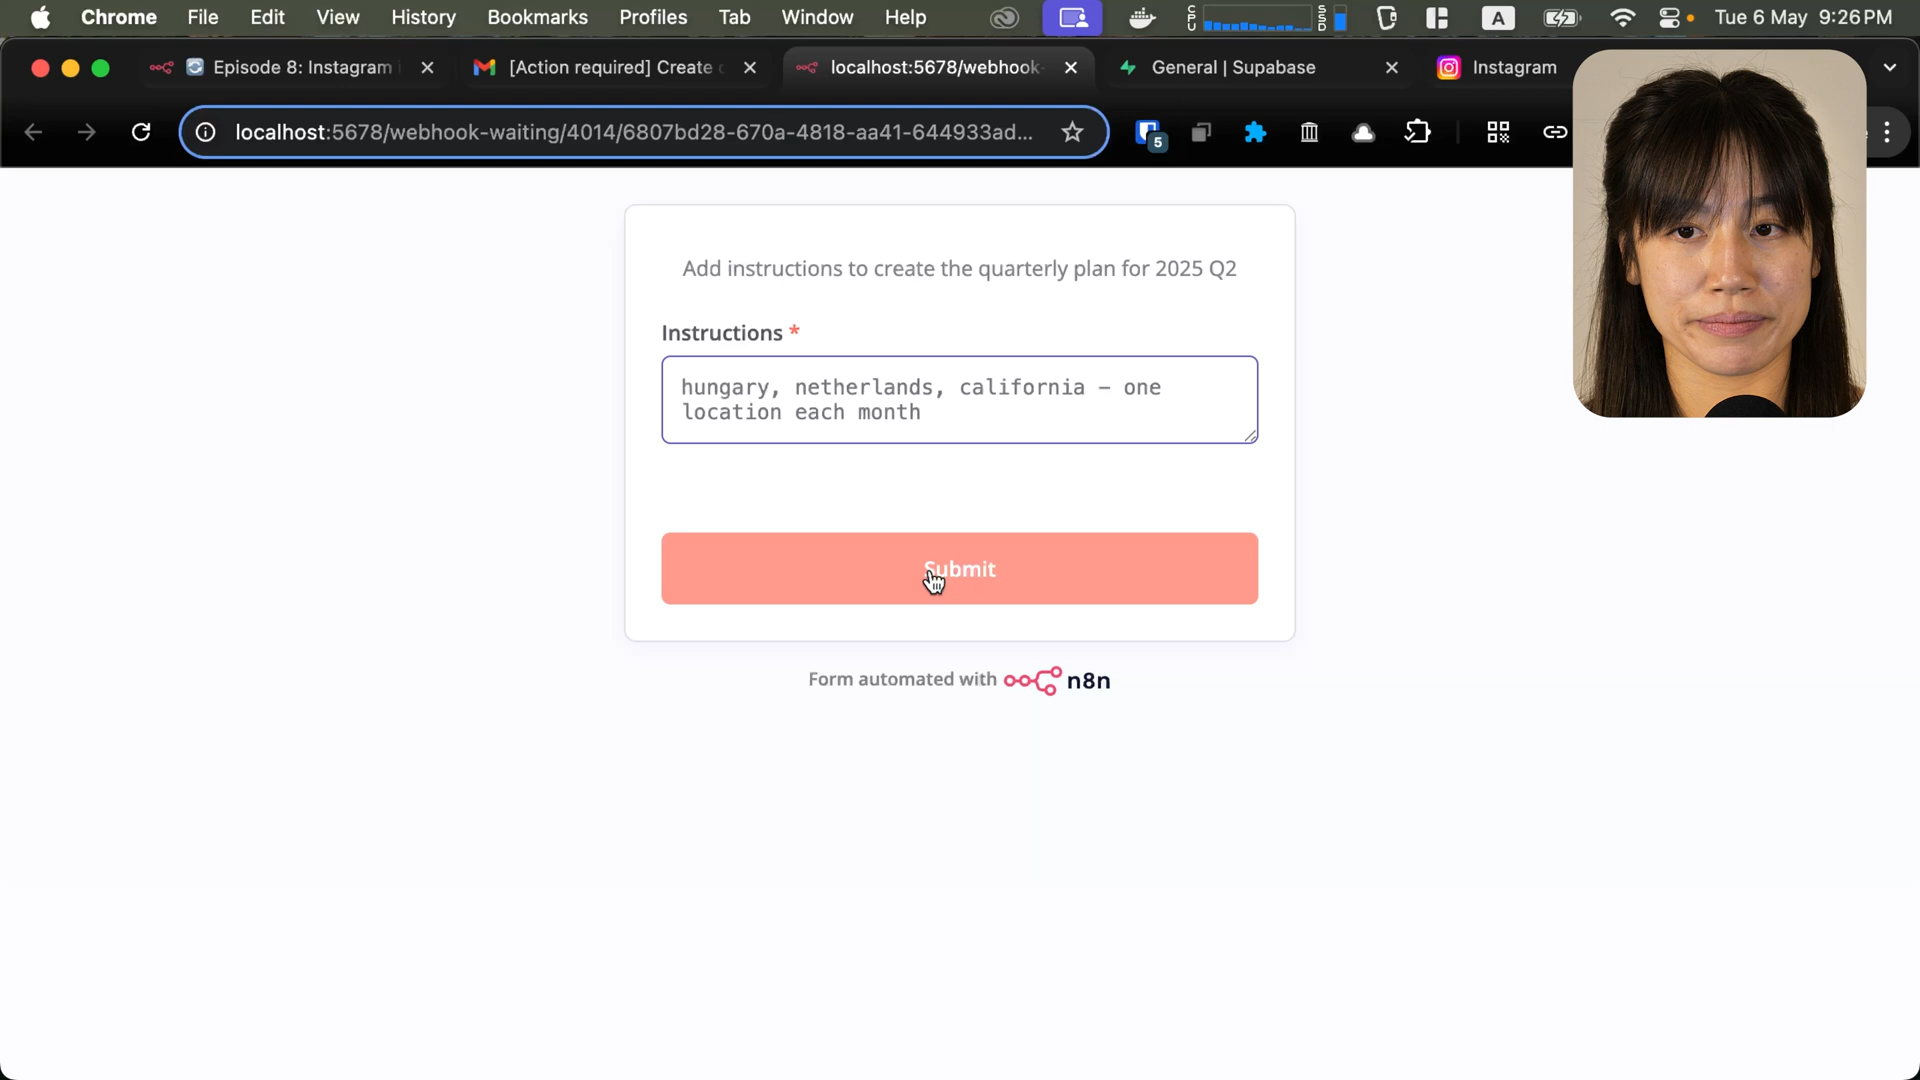 Chrome File Edit View History Bookmarks Profiles Tab Window Help CPU SSD A Tue 6 May 9:26 PM
Episode 8: Instagram [Action required] Create localhost:5678/webhook- General | Supabase Instagram
localhost:5678/webhook-waiting/4014/6807bd28-670a-4818-aa41-644933ad... 5
Add instructions to create the quarterly plan for 2025 Q2
Instructions *
hungary, netherlands, california – one
location each month
Submit
Form automated with n8n